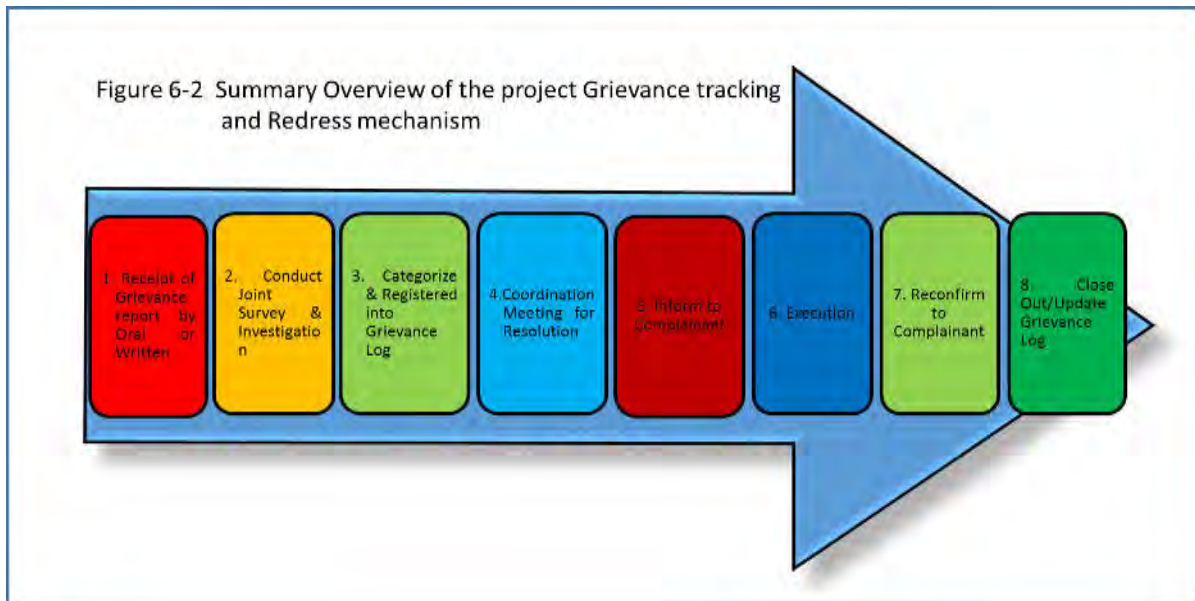 Figure 6-2 Summary Overview of the project Grievance tracking
and Redress mechanism
1. Receipt of
Grievance
report by
Oral or
Written
2. Conduct
Joint
Survey &
Investigatio
n
3. Categorize
& Registered
into
Grievance
Log
4.Coordination
Meeting for
Resolution
5. Inform to
Complainant
6. Execution
7. Reconfirm
to
Complainant
8. Close
Out/Update
Grievance
Log